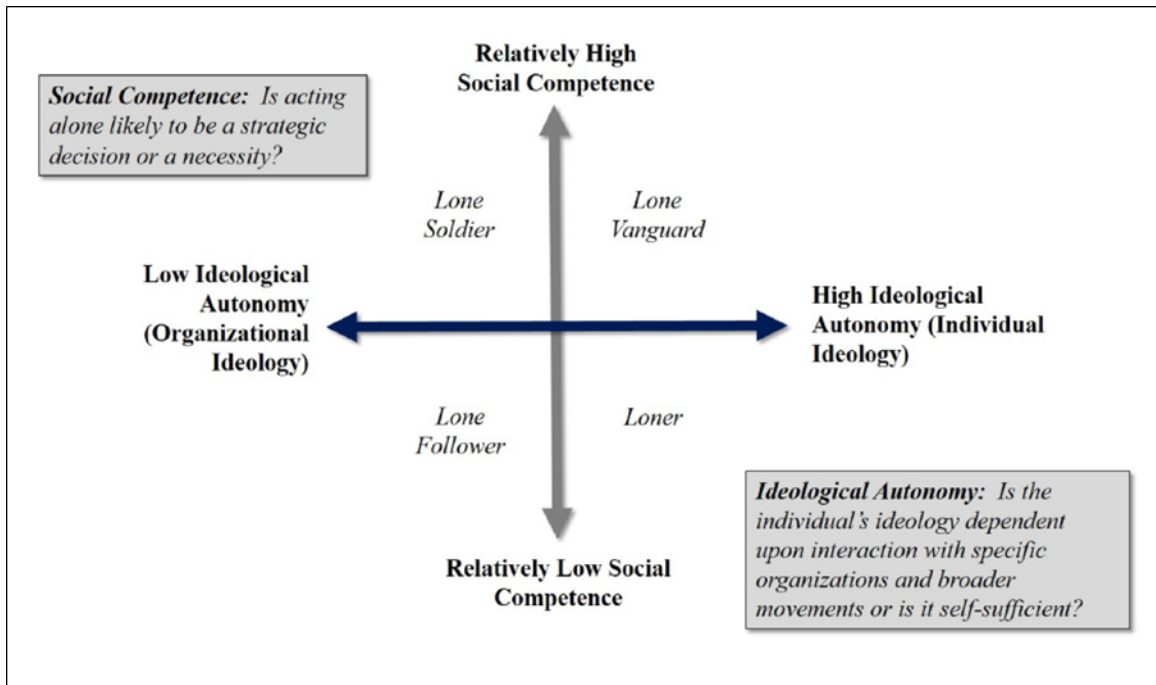 Relatively High
Social Competence
Social Competence:  Is acting
alone likely to be a strategic
decision or a necessity?
Lone
Soldier
Lone
Vanguard
Low Ideological
Autonomy
(Organizational
Ideology)
High Ideological
Autonomy (Individual
Ideology)
Lone
Follower
Loner
Ideological Autonomy:  Is the
individual’s ideology dependent
upon interaction with specific
organizations and broader
movements or is it self-sufficient?
Relatively Low Social
Competence